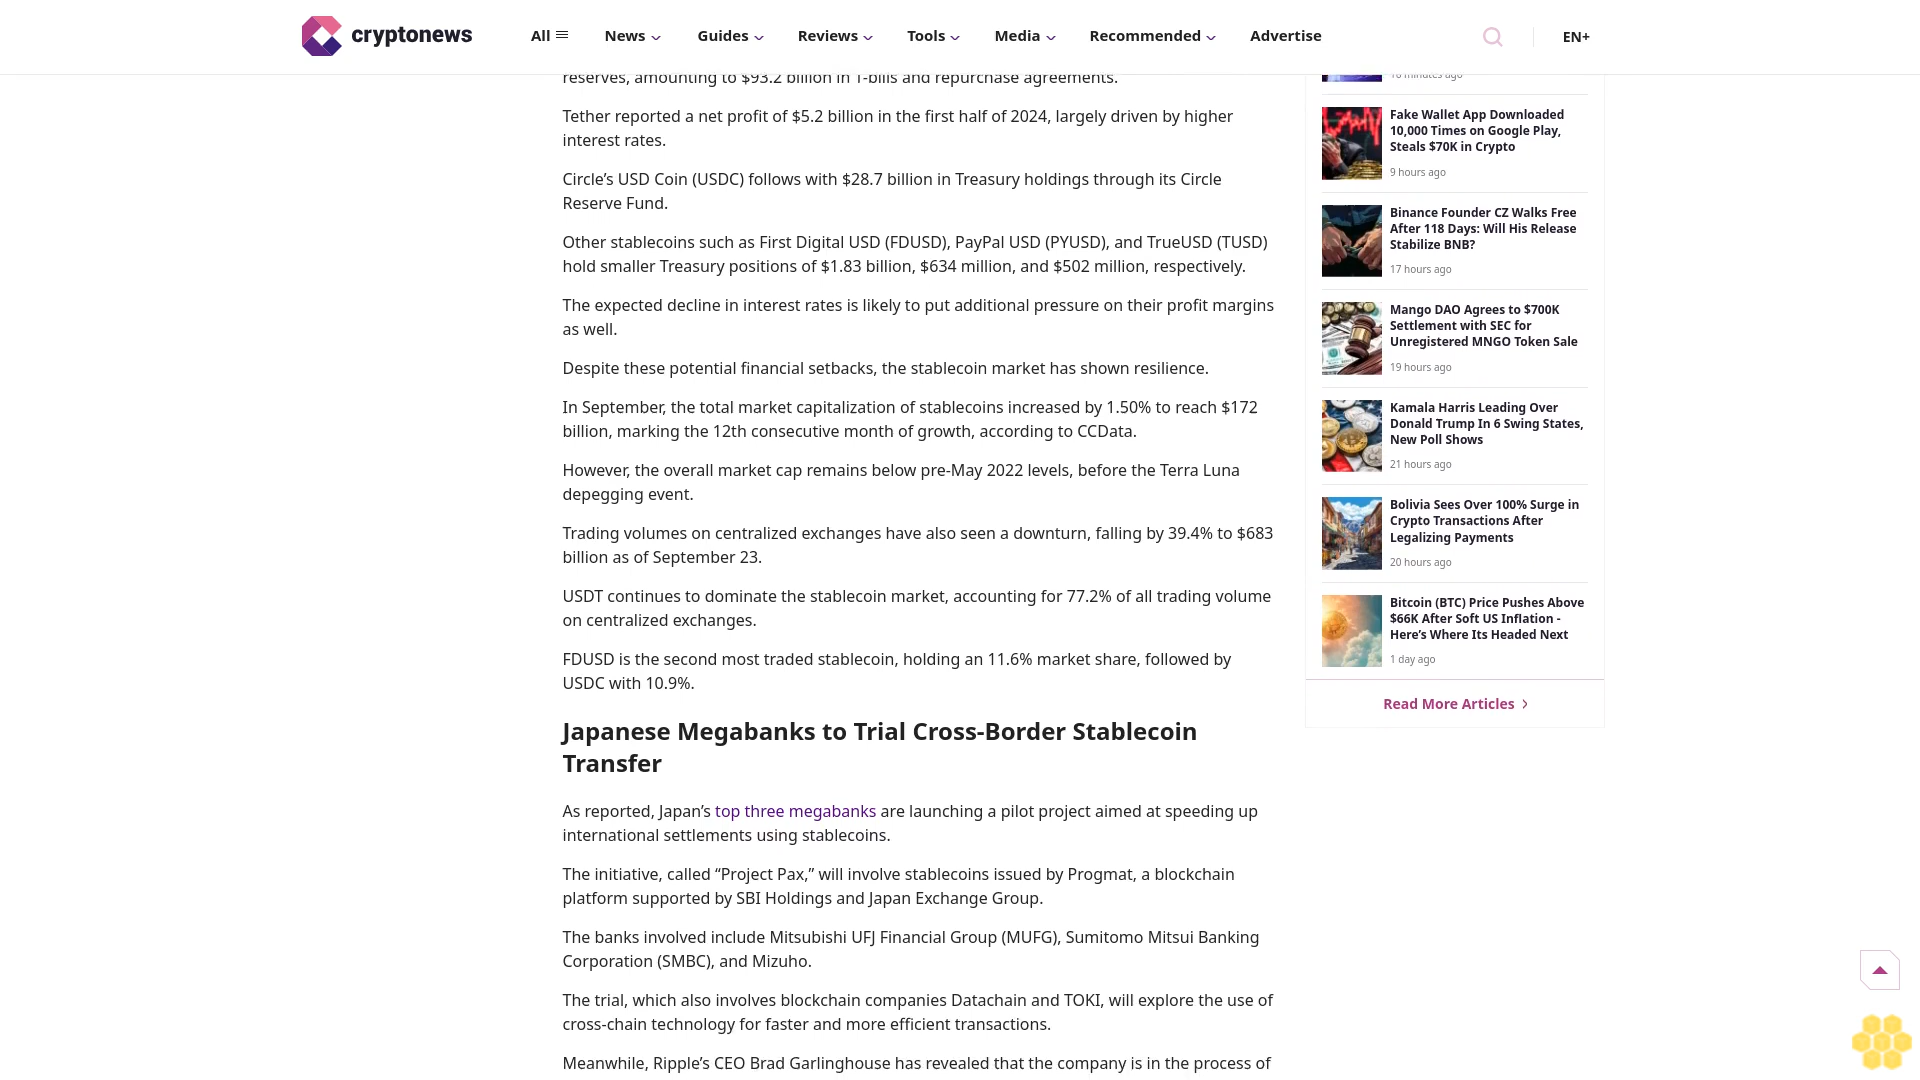 cryptonews
All
News
Guides
Reviews
Tools
Media
Recommended
Advertise
EN+
reserves, amounting to $93.2 billion in T-bills and repurchase agreements.
Tether reported a net profit of $5.2 billion in the first half of 2024, largely driven by higher
interest rates.
Circle’s USD Coin (USDC) follows with $28.7 billion in Treasury holdings through its Circle
Reserve Fund.
Other stablecoins such as First Digital USD (FDUSD), PayPal USD (PYUSD), and TrueUSD (TUSD)
hold smaller Treasury positions of $1.83 billion, $634 million, and $502 million, respectively.
The expected decline in interest rates is likely to put additional pressure on their profit margins
as well.
Despite these potential financial setbacks, the stablecoin market has shown resilience.
In September, the total market capitalization of stablecoins increased by 1.50% to reach $172
billion, marking the 12th consecutive month of growth, according to CCData.
However, the overall market cap remains below pre-May 2022 levels, before the Terra Luna
depegging event.
Trading volumes on centralized exchanges have also seen a downturn, falling by 39.4% to $683
billion as of September 23.
USDT continues to dominate the stablecoin market, accounting for 77.2% of all trading volume
on centralized exchanges.
FDUSD is the second most traded stablecoin, holding an 11.6% market share, followed by
USDC with 10.9%.
Japanese Megabanks to Trial Cross-Border Stablecoin
Transfer
As reported, Japan’s top three megabanks are launching a pilot project aimed at speeding up
international settlements using stablecoins.
The initiative, called “Project Pax,” will involve stablecoins issued by Progmat, a blockchain
platform supported by SBI Holdings and Japan Exchange Group.
The banks involved include Mitsubishi UFJ Financial Group (MUFG), Sumitomo Mitsui Banking
Corporation (SMBC), and Mizuho.
The trial, which also involves blockchain companies Datachain and TOKI, will explore the use of
cross-chain technology for faster and more efficient transactions.
Meanwhile, Ripple’s CEO Brad Garlinghouse has revealed that the company is in the process of
minutes ago
Fake Wallet App Downloaded
10,000 Times on Google Play,
Steals $70K in Crypto
9 hours ago
Binance Founder CZ Walks Free
After 118 Days: Will His Release
Stabilize BNB?
17 hours ago
Mango DAO Agrees to $700K
Settlement with SEC for
Unregistered MNGO Token Sale
19 hours ago
Kamala Harris Leading Over
Donald Trump In 6 Swing States,
New Poll Shows
21 hours ago
Bolivia Sees Over 100% Surge in
Crypto Transactions After
Legalizing Payments
20 hours ago
Bitcoin (BTC) Price Pushes Above
$66K After Soft US Inflation -
Here’s Where Its Headed Next
1 day ago
Read More Articles